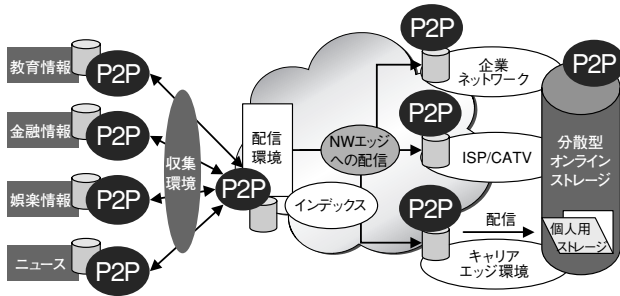 教育情報
P2P
金融情報
P2P
娯楽情報
P2P
ニュース
P2P
収集
環境
配信
環境
P2P
インデックス
NWエッジ
への配信
P2P
企業
ネットワーク
P2P
ISP/CATV
P2P
配信
キャリア
エッジ環境
P2P
分散型
オンライン
ストレージ
個人用
ストレージ